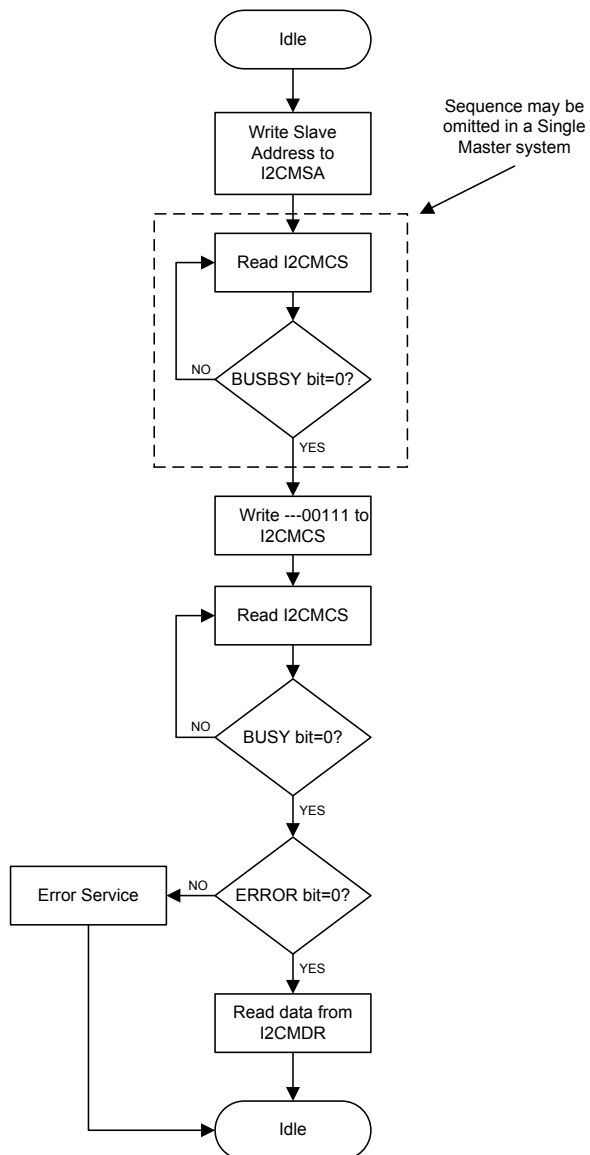 Idle
Write Slave
Address to
I2CMSA
Sequence may be
omitted in a Single
Master system
Read I2CMCS
BUSBSY bit=0?
NO
YES
Write ---00111 to
I2CMCS
Read I2CMCS
BUSY bit=0?
NO
YES
Error Service
NO
ERROR bit=0?
YES
Read data from
I2CMDR
Idle